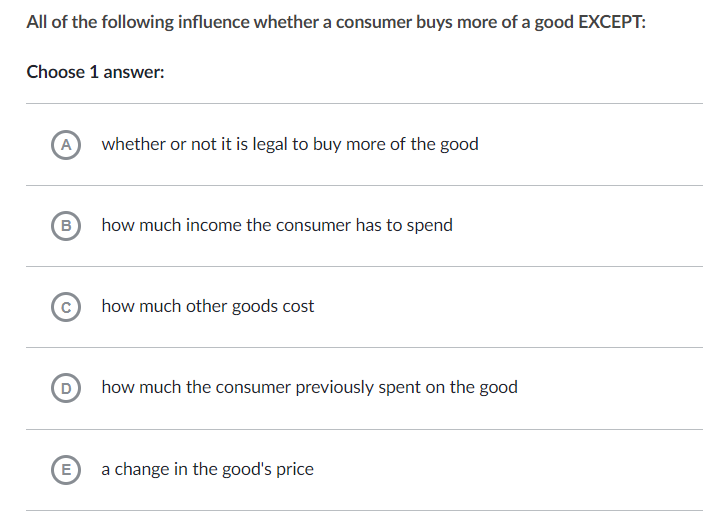 All of the following influence whether a consumer buys more of a good EXCEPT:
Choose 1 answer:
A whether or not it is legal to buy more of the good
B how much income the consumer has to spend
C how much other goods cost
D how much the consumer previously spent on the good
E a change in the good's price